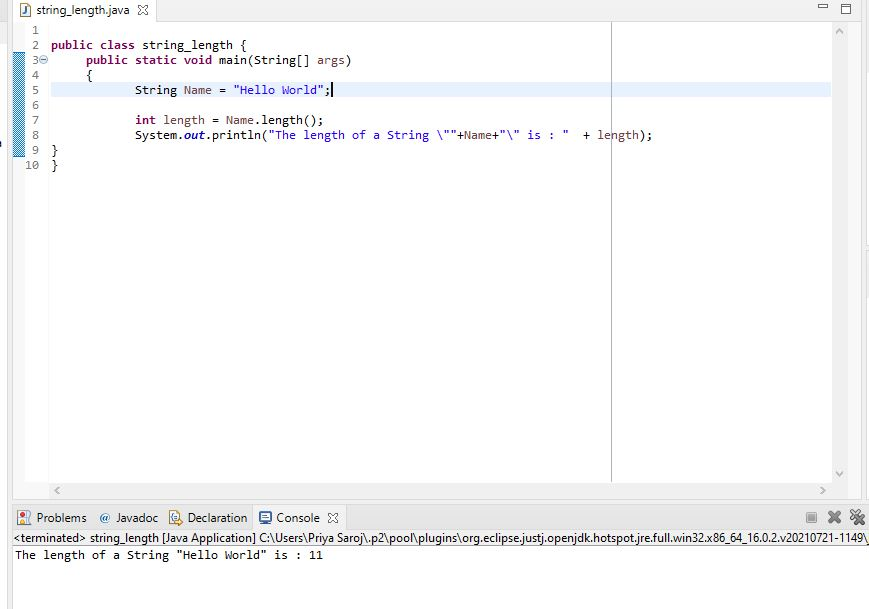 string_length.java
1
2 public class string_length {
3 public static void main(String[] args)
4 {
5 String Name = "Hello World";
6
7 int length = Name.length();
8 System.out.println("The length of a String \""+Name+"\" is : "  + length);
9 }
10 }
Problems @ Javadoc Declaration Console
<terminated> string_length [Java Application] C:\Users\Priya Saroj\.p2\pool\plugins\org.eclipse.justj.openjdk.hotspot.jre.full.win32.x86_64_16.0.2.v20210721-1149\
The length of a String "Hello World" is : 11